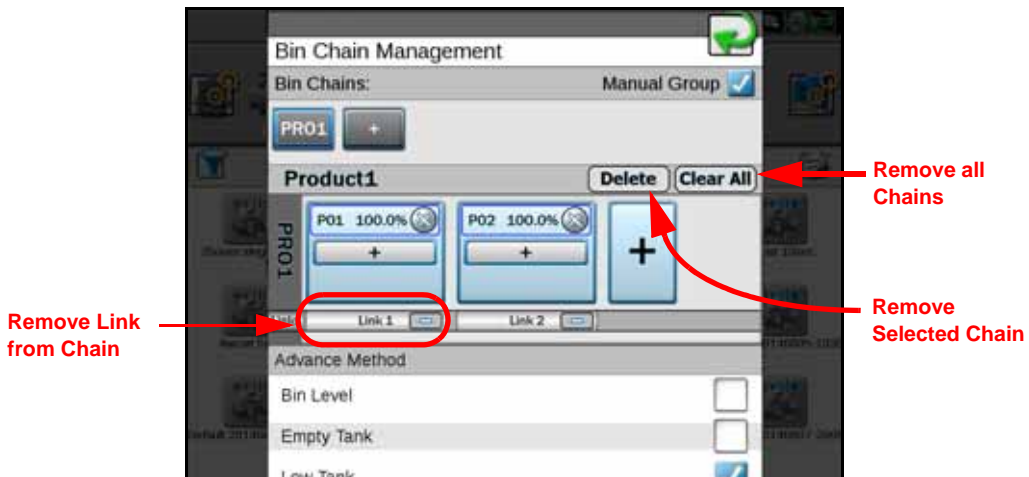 Bin Chain Management
Bin Chains:
Manual Group
PRO1
+
Product1
Delete
Clear All
Remove all
Chains
PRO1
P01 100.0%
+
P02 100.0%
+
+
Link 1
Link 2
Remove Link
from Chain
Remove
Selected Chain
Advance Method
Bin Level
Empty Tank
Low Tank